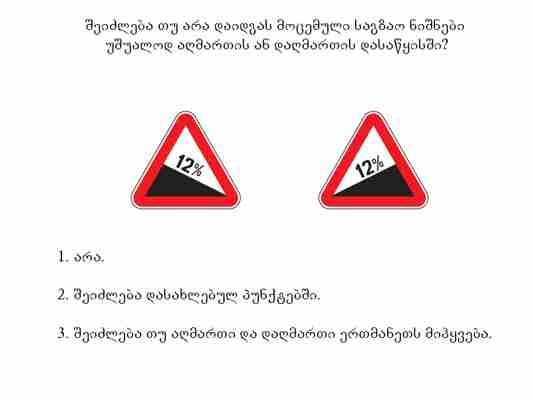 შეიძლება თუ არა დაიდგას მოცემული საგზაო ნიშნები
უშუალოდ აღმართის ან დაღმართის დასაწყისში?
12%
12%
1. არა.
2. შეიძლება დასახლებულ პუნქტებში.
3. შეიძლება თუ აღმართი და დაღმართი ერთმანეთს მიჰყვება.